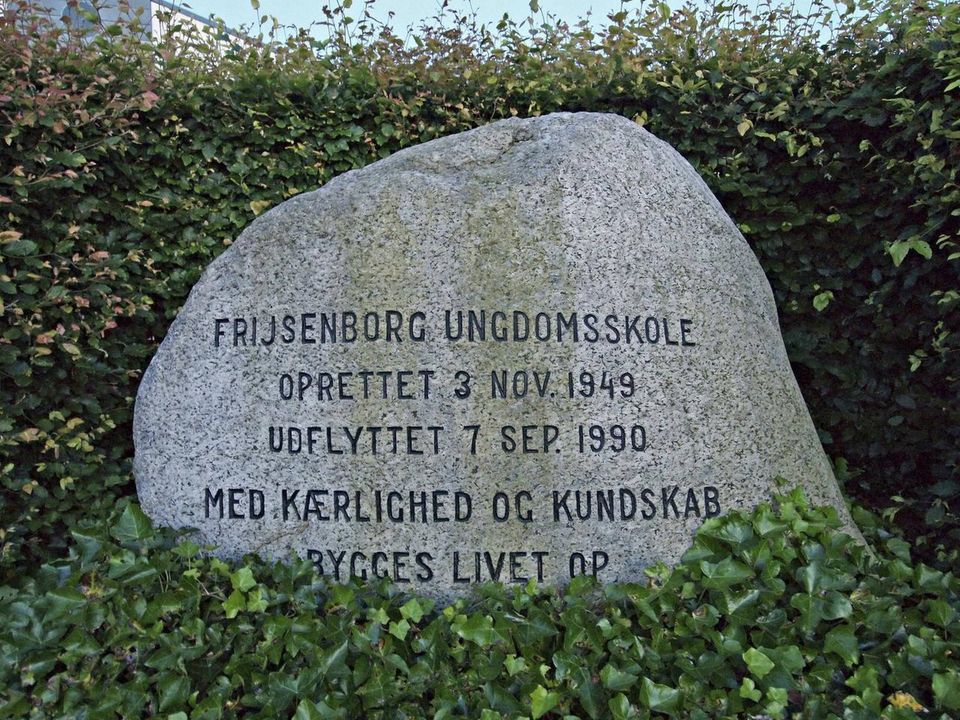 FRIJSENBORG UNGDOMSSKOLE
OPRETTET 3 NOV. 1949
UDFLYTTET 7 SEP. 1990
MED KÆRLIGHED OG KUNDSKAB
BYGGES LIVET OP